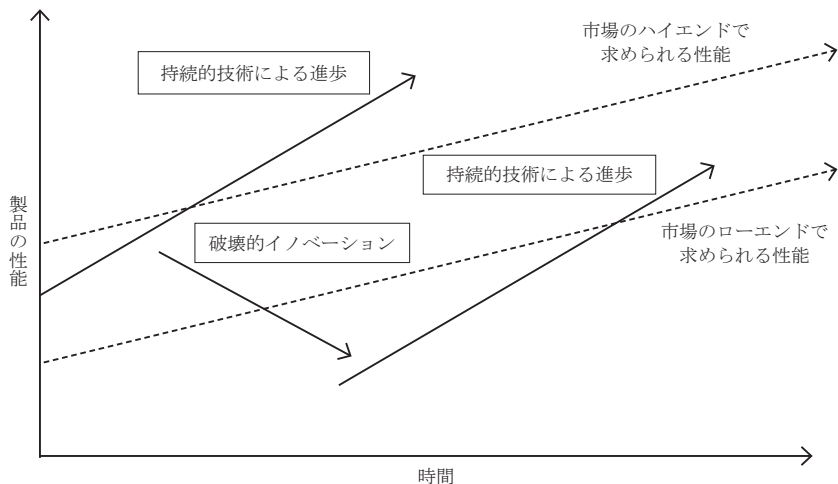 市場のハイエンドで
求められる性能
持続的技術による進歩
持続的技術による進歩
製品の性能
破壊的イノベーション
市場のローエンドで
求められる性能
時間